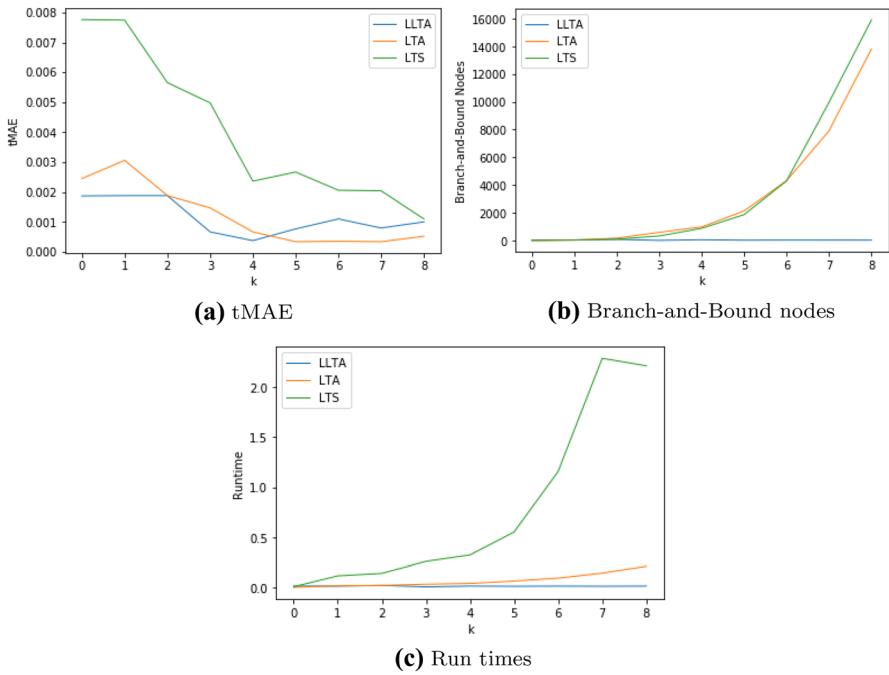 0.008
0.007
0.006
0.005
0.004
0.003
0.002
0.001
0.000
tMAE
LLTA
LTA
LTS
0 1 2 3 4 5 6 7 8
k
(a) tMAE
16000
14000
12000
10000
8000
6000
4000
2000
0
Branch-and-Bound Nodes
LLTA
LTA
LTS
0 1 2 3 4 5 6 7 8
k
(b) Branch-and-Bound nodes
2.0
1.5
1.0
0.5
0.0
Runtime
LLTA
LTA
LTS
0 1 2 3 4 5 6 7 8
k
(c) Run times